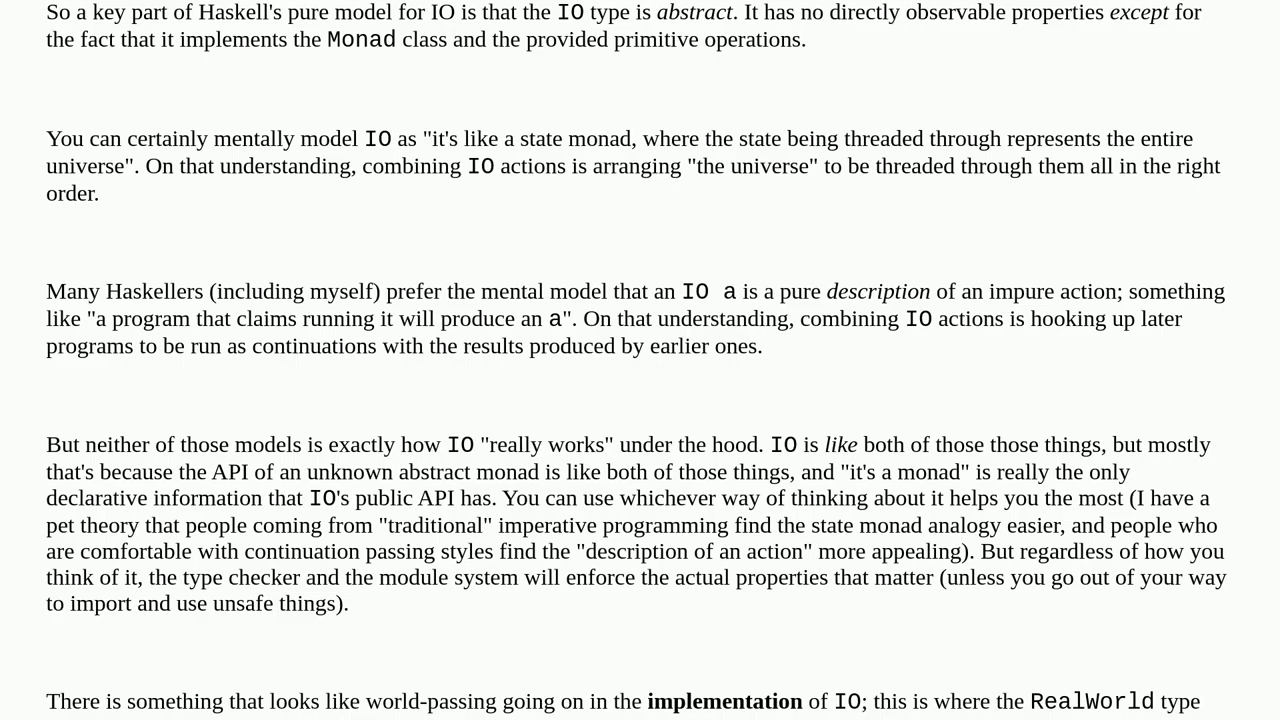 So a key part of Haskell's pure model for IO is that the IO type is abstract. It has no directly observable properties except for
the fact that it implements the Monad class and the provided primitive operations.
You can certainly mentally model IO as "it's like a state monad, where the state being threaded through represents the entire
universe". On that understanding, combining IO actions is arranging "the universe" to be threaded through them all in the right
order.
Many Haskellers (including myself) prefer the mental model that an IO a is a pure description of an impure action; something
like "a program that claims running it will produce an a". On that understanding, combining IO actions is hooking up later
programs to be run as continuations with the results produced by earlier ones.
But neither of those models is exactly how IO "really works" under the hood. IO is like both of those those things, but mostly
that's because the API of an unknown abstract monad is like both of those things, and "it's a monad" is really the only
declarative information that IO's public API has. You can use whichever way of thinking about it helps you the most (I have a
pet theory that people coming from "traditional" imperative programming find the state monad analogy easier, and people who
are comfortable with continuation passing styles find the "description of an action" more appealing). But regardless of how you
think of it, the type checker and the module system will enforce the actual properties that matter (unless you go out of your way
to import and use unsafe things).
There is something that looks like world-passing going on in the implementation of IO; this is where the RealWorld type